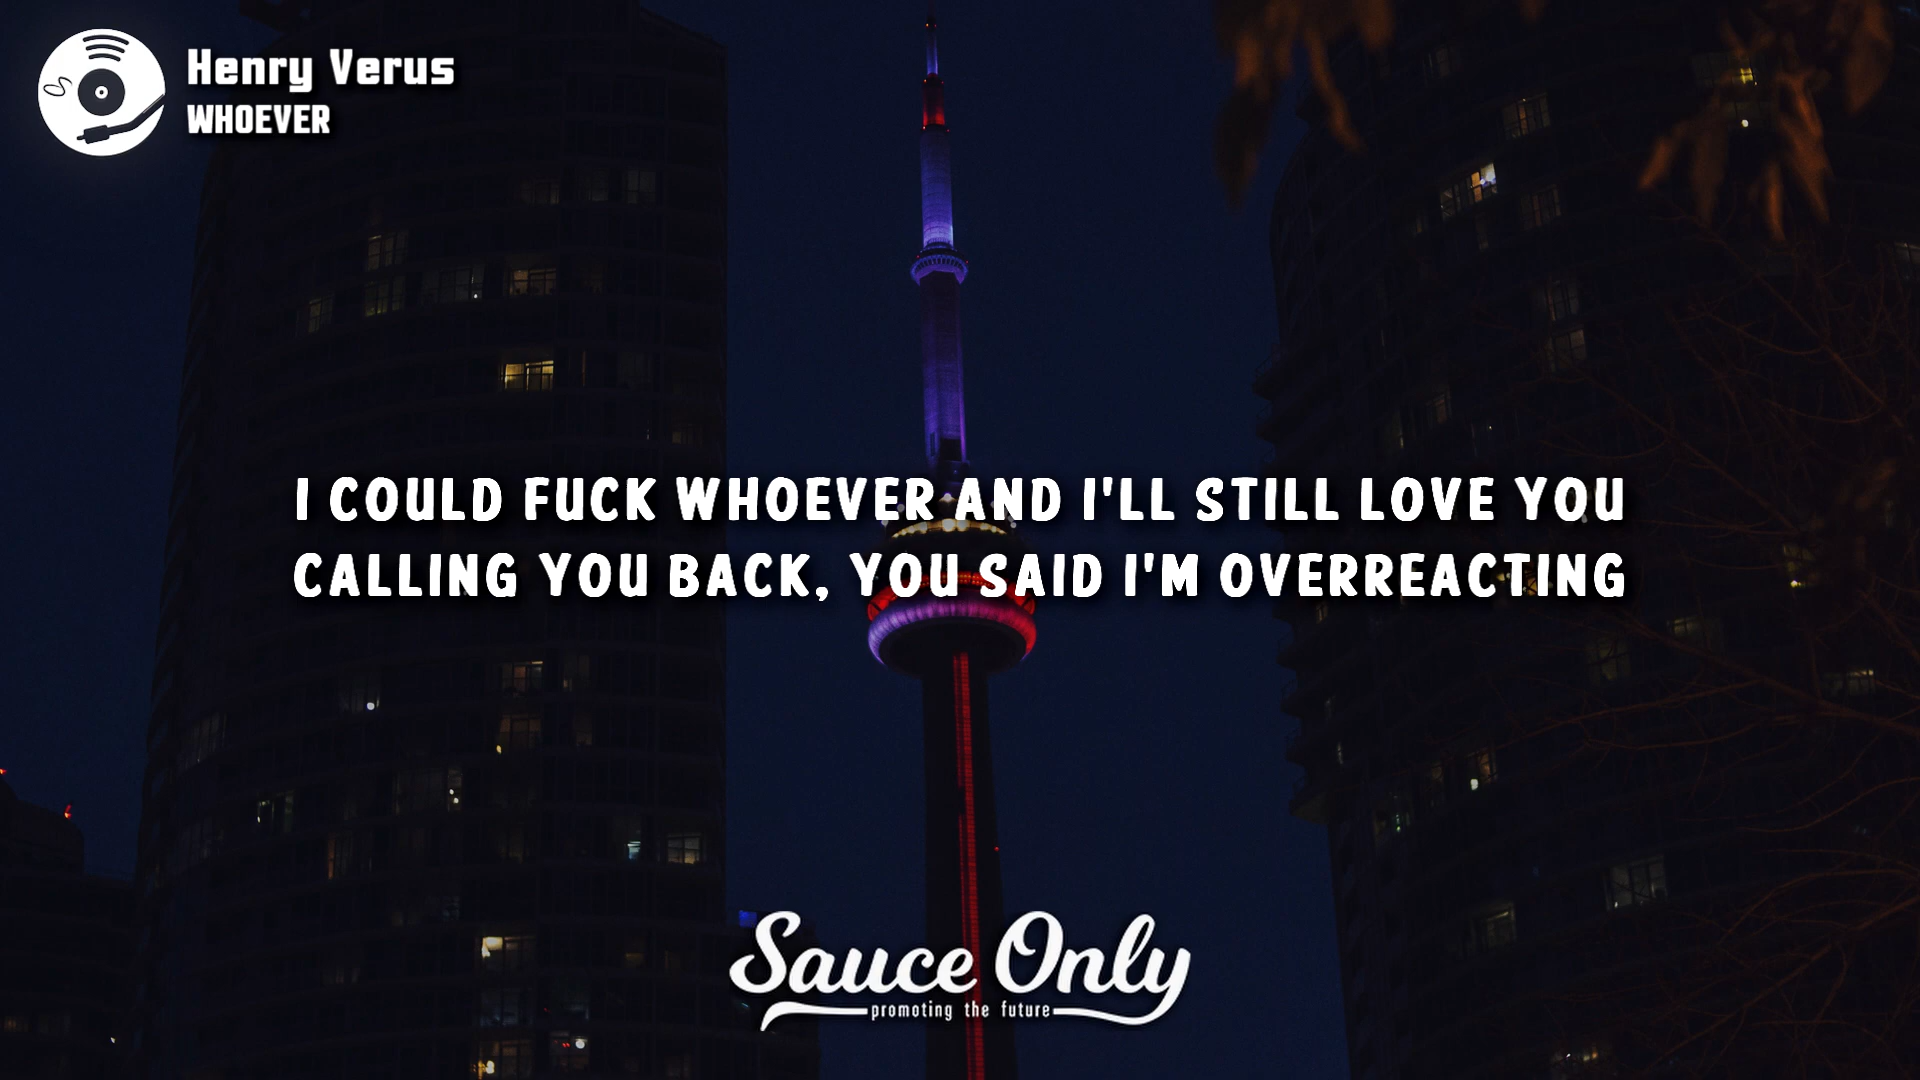 Henry Verus
WHOEVER
I COULD FUCK WHOEVER AND I'LL STILL LOVE YOU
CALLING YOU BACK, YOU SAID I'M OVERREACTING
Sauce Only
promoting the future